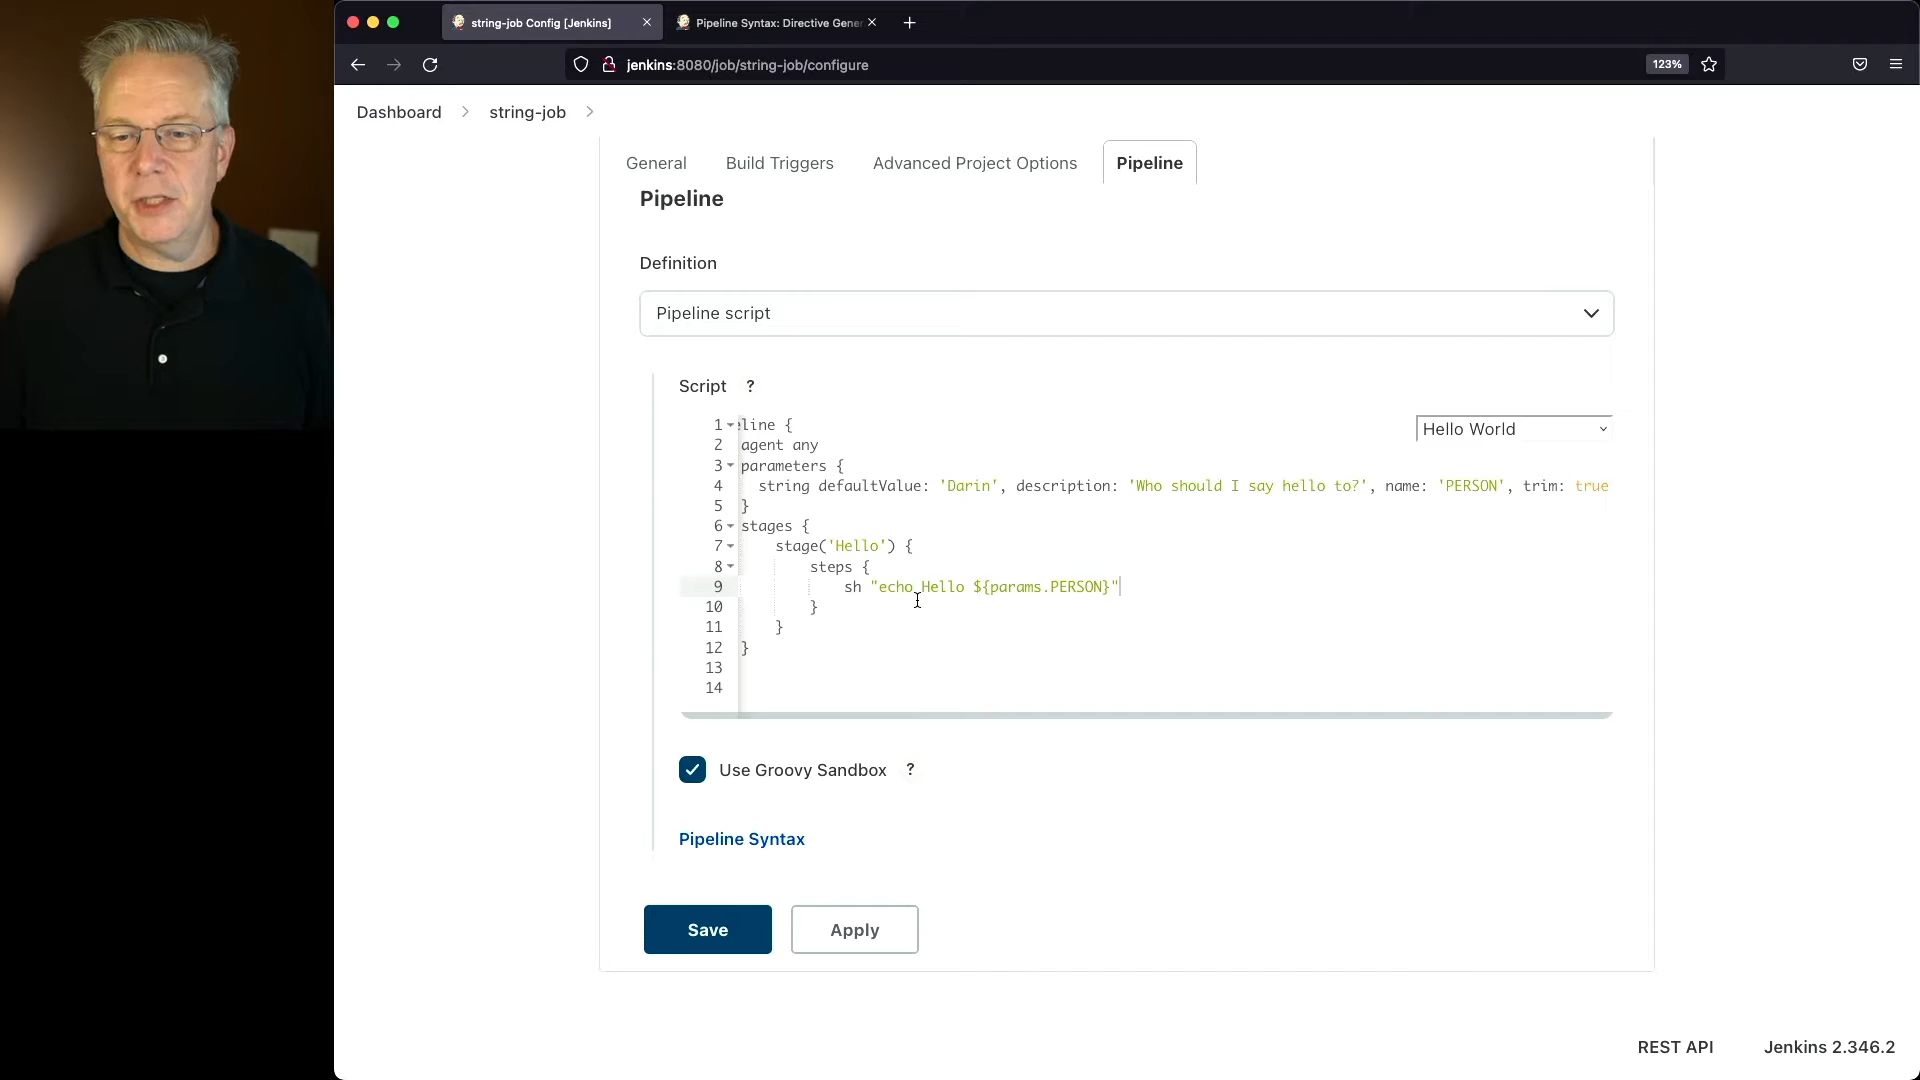 string-job Config [Jenkins]
Pipeline Syntax: Directive Gene
jenkins:8080/job/string-job/configure
123%
Dashboard
string-job
General
Build Triggers
Advanced Project Options
Pipeline
Pipeline
Definition
Pipeline script
Script ?
Hello World
1 line {
2 agent any
3 parameters {
4 string defaultValue: 'Darin', description: 'Who should I say hello to?', name: 'PERSON', trim: true
5 }
6 stages {
7 stage('Hello') {
8 steps {
9 sh "echo Hello ${params.PERSON}"
10 }
11 }
12 }
13
14
Use Groovy Sandbox ?
Pipeline Syntax
Save
Apply
REST API
Jenkins 2.346.2